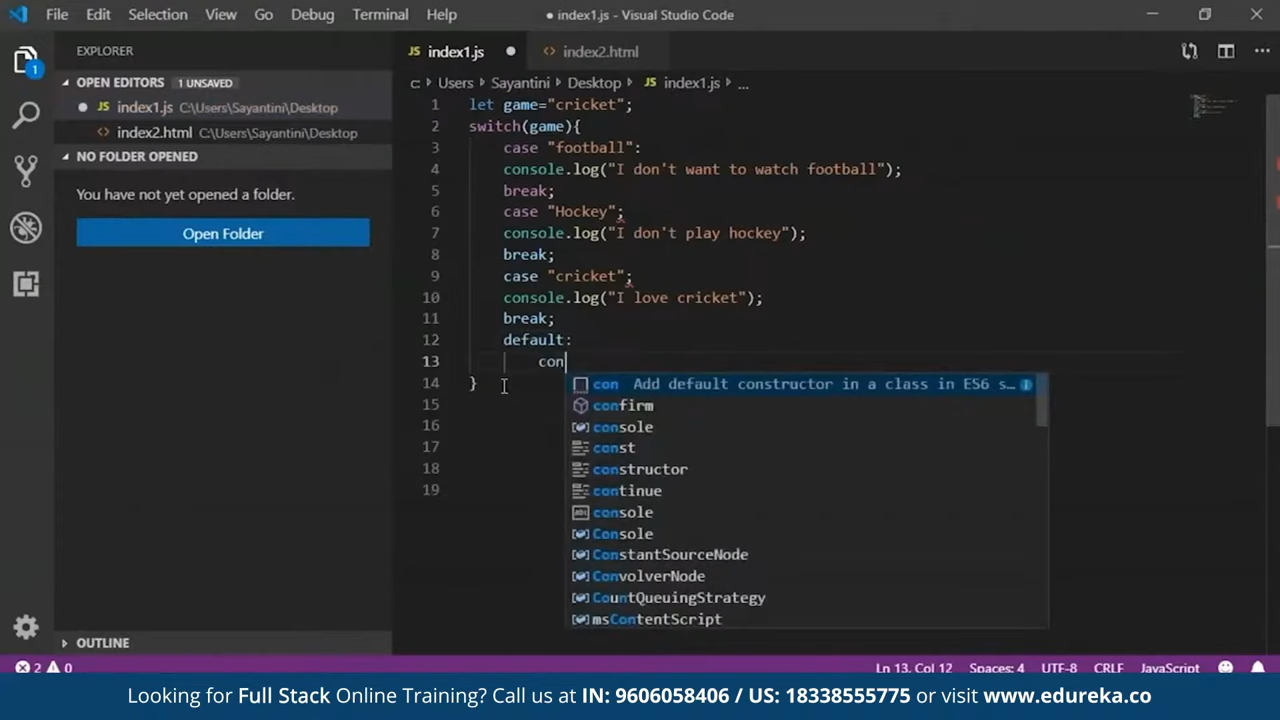 File Edit Selection View Go Debug Terminal Help
● index1.js - Visual Studio Code
EXPLORER
OPEN EDITORS 1 UNSAVED
● JS index1.js C:\Users\Sayantini\Desktop
<> index2.html C:\Users\Sayantini\Desktop
NO FOLDER OPENED
You have not yet opened a folder.
Open Folder
OUTLINE
1
JS index1.js ●
<> index2.html
c > Users > Sayantini > Desktop > JS index1.js > ...
1 let game="cricket";
2 switch(game){
3 case "football":
4 console.log("I don't want to watch football");
5 break;
6 case "Hockey";
7 console.log("I don't play hockey");
8 break;
9 case "cricket";
10 console.log("I love cricket");
11 break;
12 default:
13 con
14 }
15
16
17
18
19
con Add default constructor in a class in ES6 s…
confirm
console
const
constructor
continue
abc console
Console
ConstantSourceNode
ConvolverNode
CountQueuingStrategy
msContentScript
2 0 Ln 13, Col 12 Spaces: 4 UTF-8 CRLF JavaScript
Looking for Full Stack Online Training? Call us at IN: 9606058406 / US: 18338555775 or visit www.edureka.co